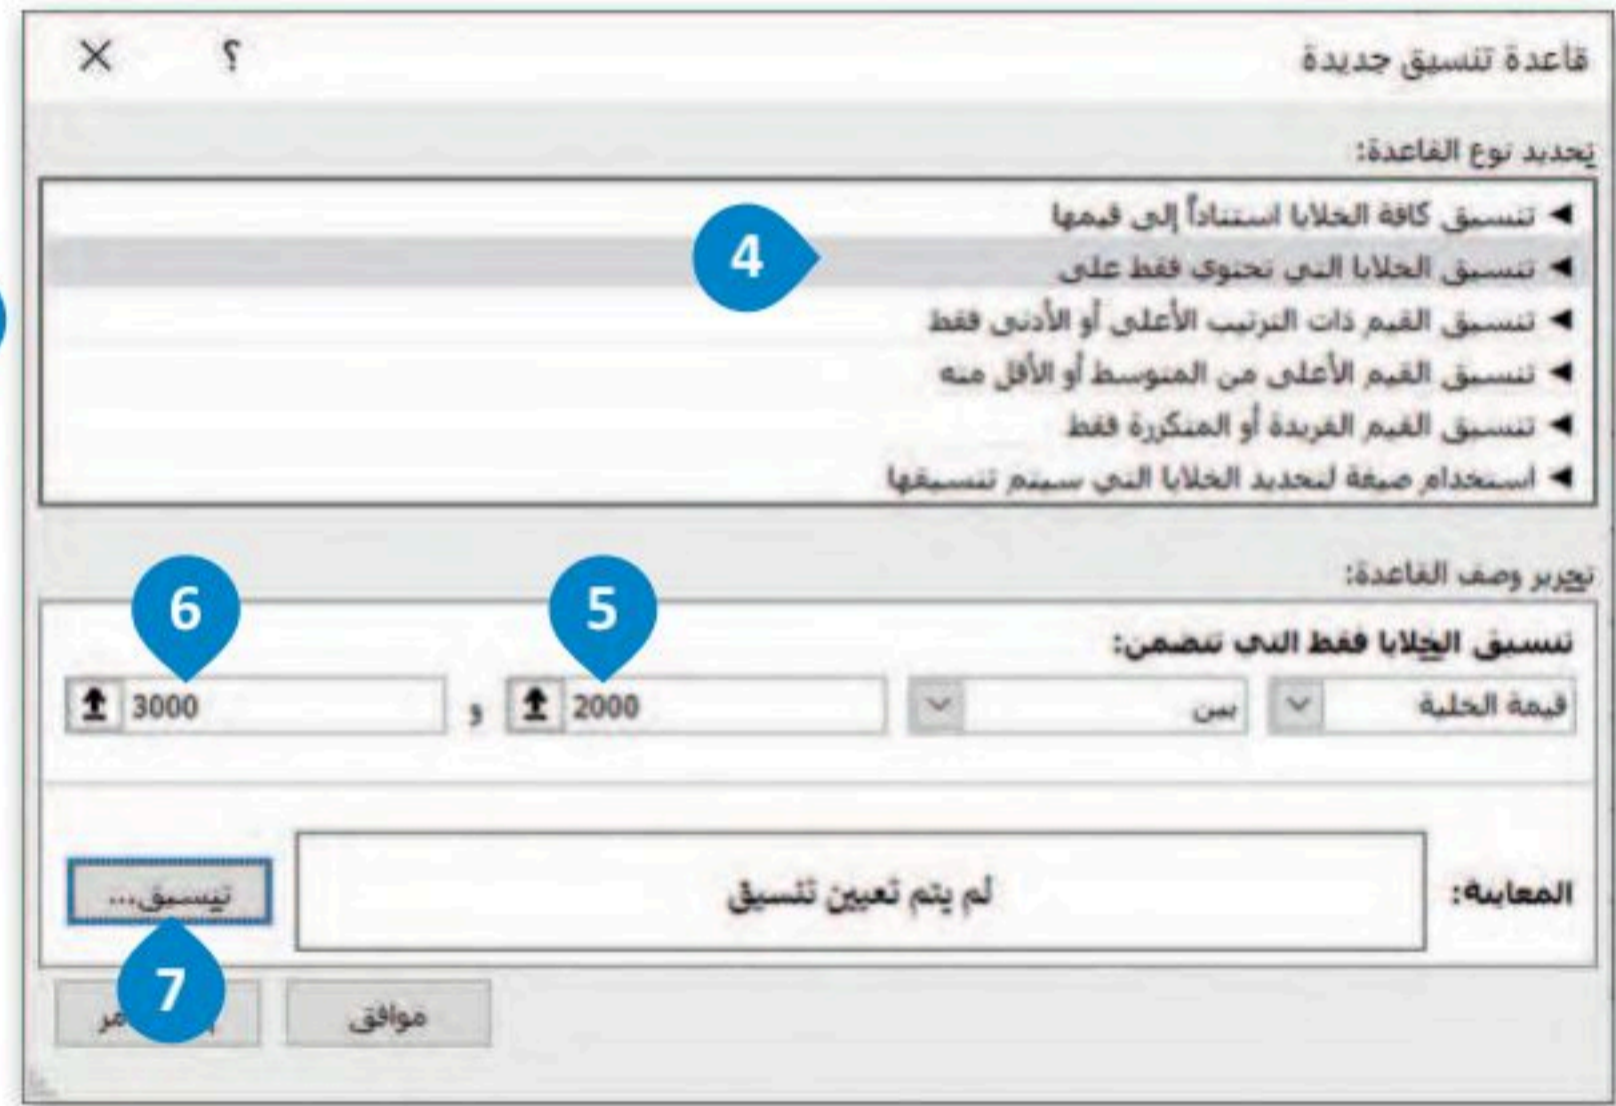 قاعدة تنسيق جديدة ؟ ×
تحديد نوع القاعدة:
◄ تنسيق كافة الخلايا استناداً إلى قيمها
◄ تنسيق الخلايا التي تحتوي فقط على 4
◄ تنسيق القيم ذات الترتيب الأعلى أو الأدنى فقط
◄ تنسيق القيم الأعلى من المتوسط أو الأقل منه
◄ تنسيق القيم الفريدة أو المتكررة فقط
◄ استخدام صيغة لتحديد الخلايا التي سيتم تنسيقها
تحرير وصف القاعدة:
5 6
تنسيق الخلايا فقط التي تتضمن:
قيمة الخلية بين 2000 و 3000
المعاينة: لم يتم تعيين تنسيق تنسيق...
7
موافق